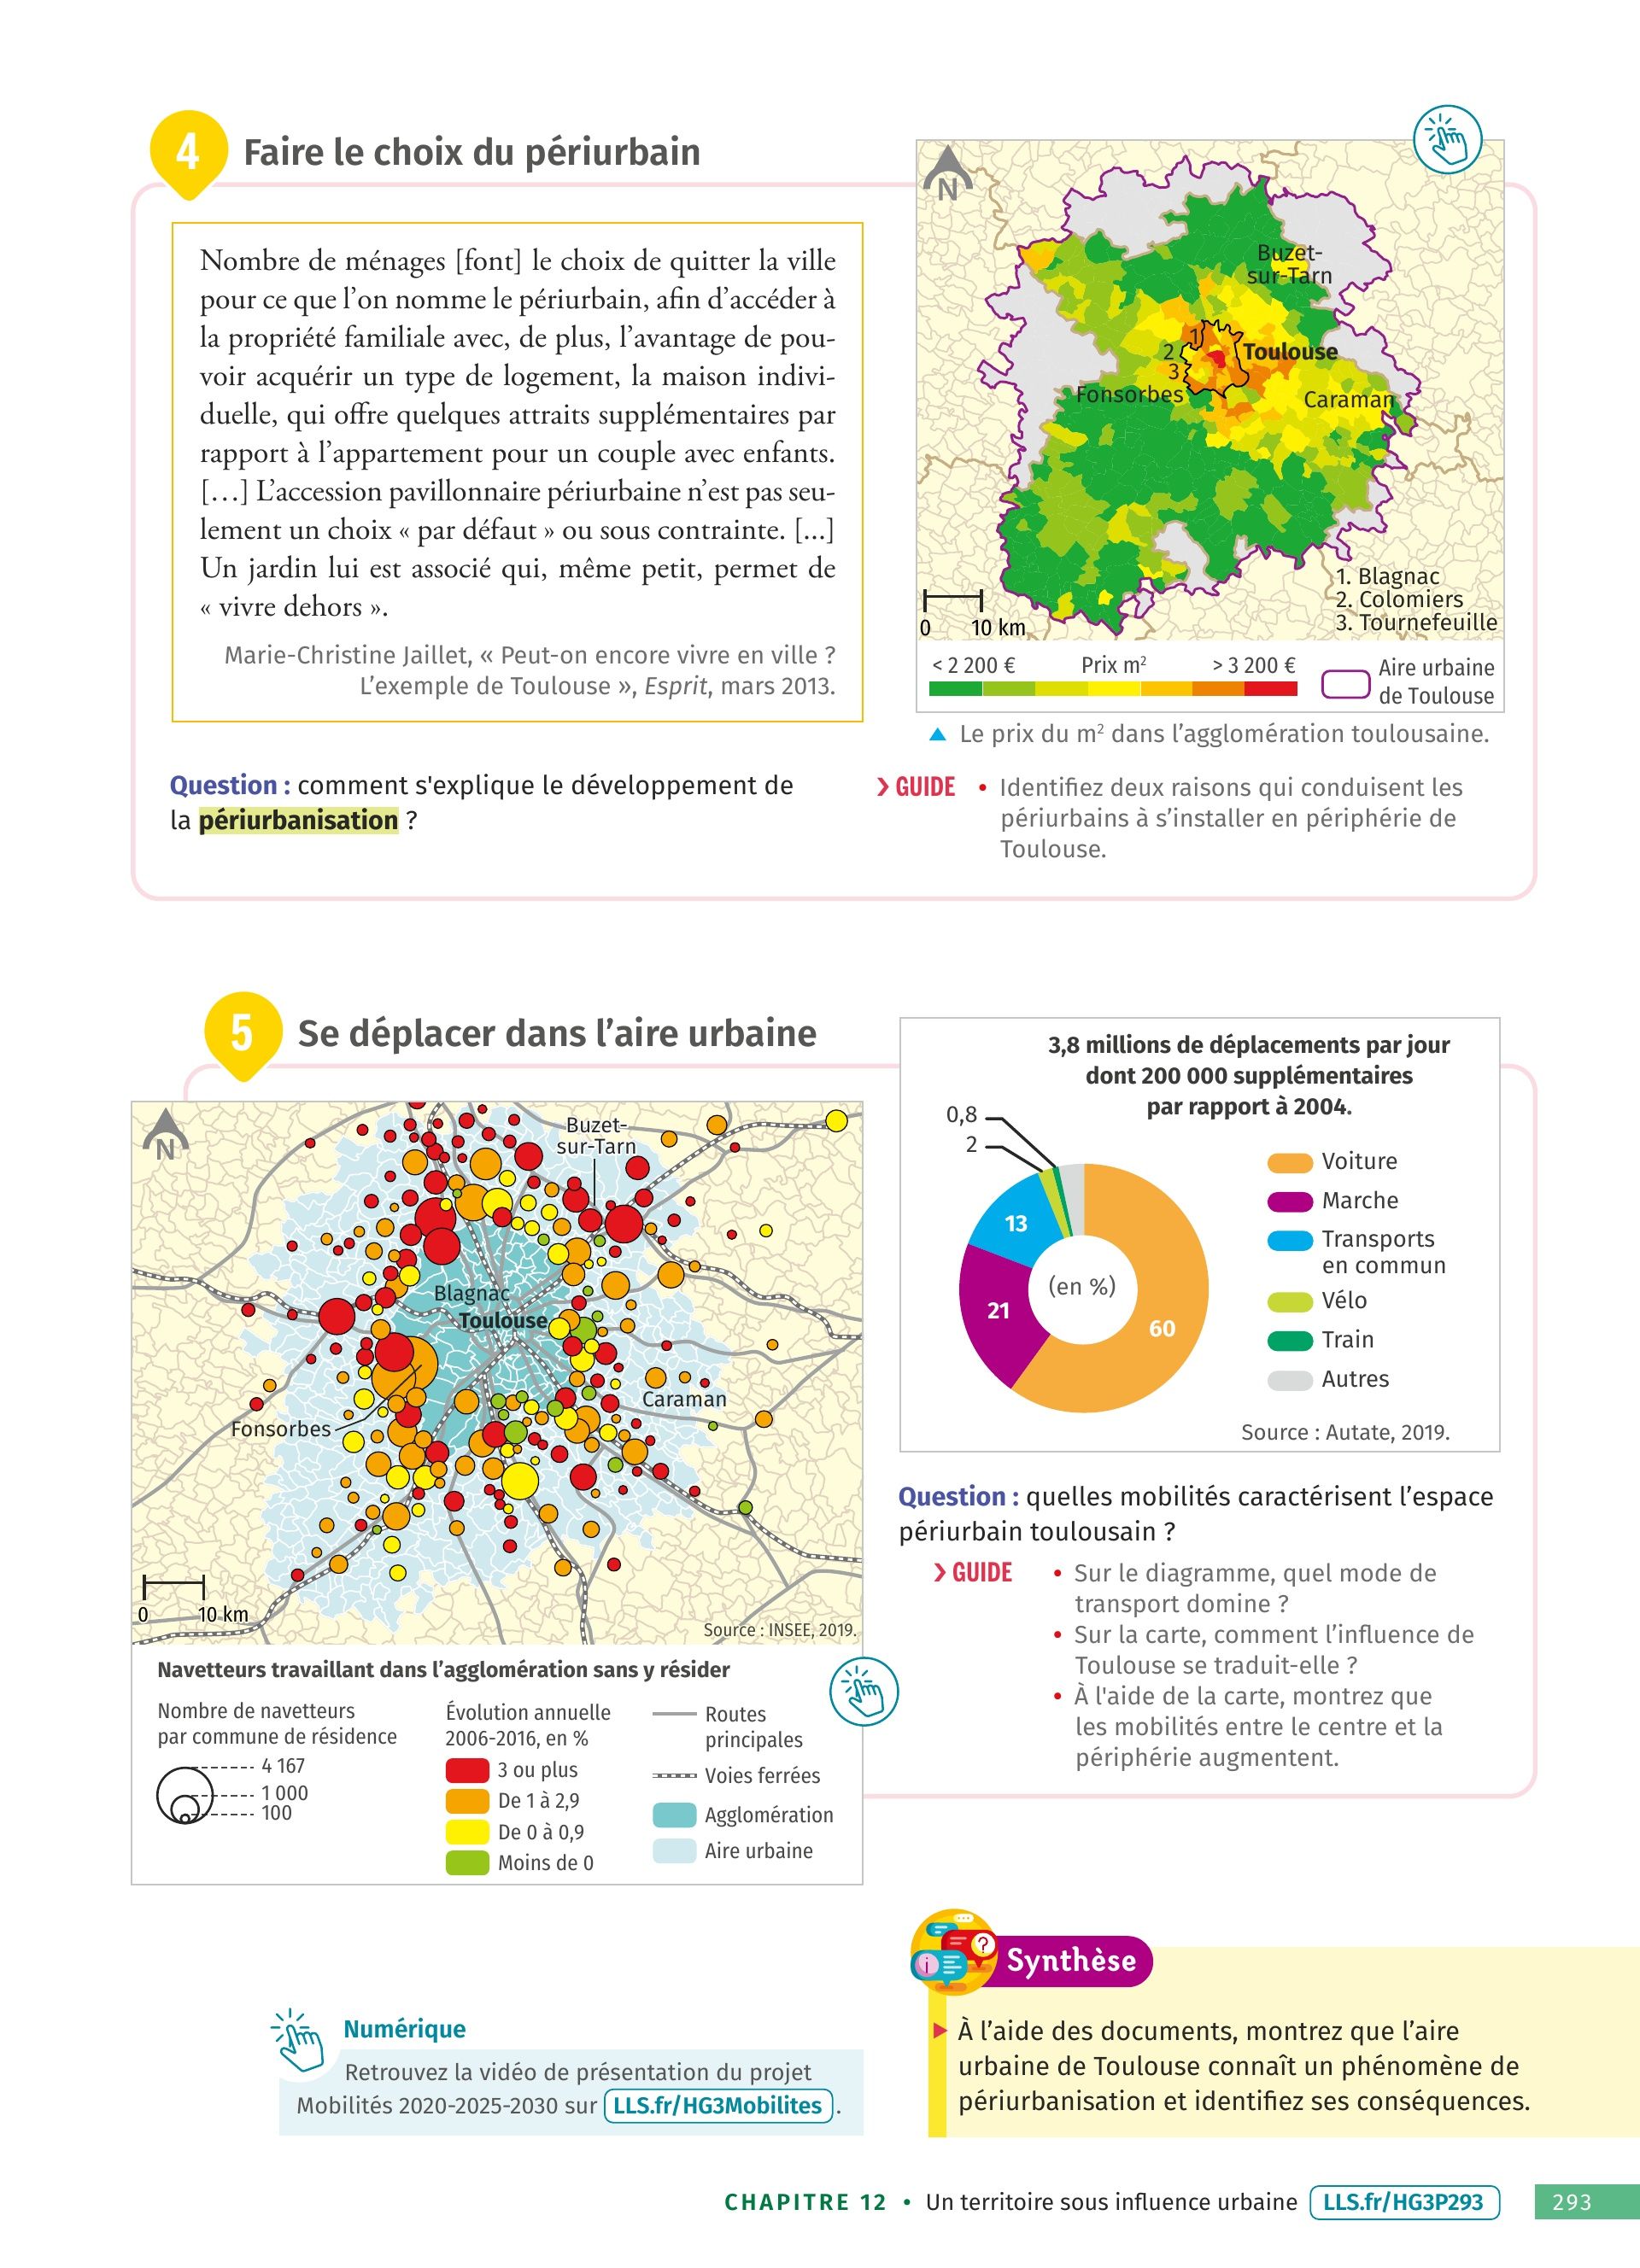 4
Faire le choix du périurbain
Nombre de ménages [font] le choix de quitter la ville
pour ce que l’on nomme le périurbain, afin d’accéder à
la propriété familiale avec, de plus, l’avantage de pou-
voir acquérir un type de logement, la maison indivi-
duelle, qui offre quelques attraits supplémentaires par
rapport à l’appartement pour un couple avec enfants.
[…] L’accession pavillonnaire périurbaine n’est pas seu-
lement un choix « par défaut » ou sous contrainte. [...]
Un jardin lui est associé qui, même petit, permet de
« vivre dehors ».
Marie-Christine Jaillet, « Peut-on encore vivre en ville ?
L’exemple de Toulouse », Esprit, mars 2013.
N
Buzet-
sur-Tarn
1
2
3
Toulouse
Fonsorbes
Caraman
1. Blagnac
2. Colomiers
3. Tournefeuille
0 10 km
< 2 200 € Prix m² > 3 200 €
Aire urbaine
de Toulouse
Le prix du m² dans l’agglomération toulousaine.
Question : comment s'explique le développement de
la périurbanisation ?
GUIDE
• Identifiez deux raisons qui conduisent les
périurbains à s’installer en périphérie de
Toulouse.
5
Se déplacer dans l’aire urbaine
N
Buzet-
sur-Tarn
Blagnac
Toulouse
Caraman
Fonsorbes
0 10 km
Source : INSEE, 2019.
Navetteurs travaillant dans l’agglomération sans y résider
Nombre de navetteurs
par commune de résidence
4 167
1 000
100
Évolution annuelle
2006-2016, en %
3 ou plus
De 1 à 2,9
De 0 à 0,9
Moins de 0
Routes
principales
Voies ferrées
Agglomération
Aire urbaine
3,8 millions de déplacements par jour
dont 200 000 supplémentaires
par rapport à 2004.
0,8
2
13
21
60
(en %)
Voiture
Marche
Transports
en commun
Vélo
Train
Autres
Source : Autate, 2019.
Question : quelles mobilités caractérisent l’espace
périurbain toulousain ?
GUIDE
• Sur le diagramme, quel mode de
transport domine ?
• Sur la carte, comment l’influence de
Toulouse se traduit-elle ?
• À l'aide de la carte, montrez que
les mobilités entre le centre et la
périphérie augmentent.
Numérique
Retrouvez la vidéo de présentation du projet
Mobilités 2020-2025-2030 sur LLS.fr/HG3Mobilites .
Synthèse
À l’aide des documents, montrez que l’aire
urbaine de Toulouse connaît un phénomène de
périurbanisation et identifiez ses conséquences.
CHAPITRE 12 • Un territoire sous influence urbaine LLS.fr/HG3P293 293